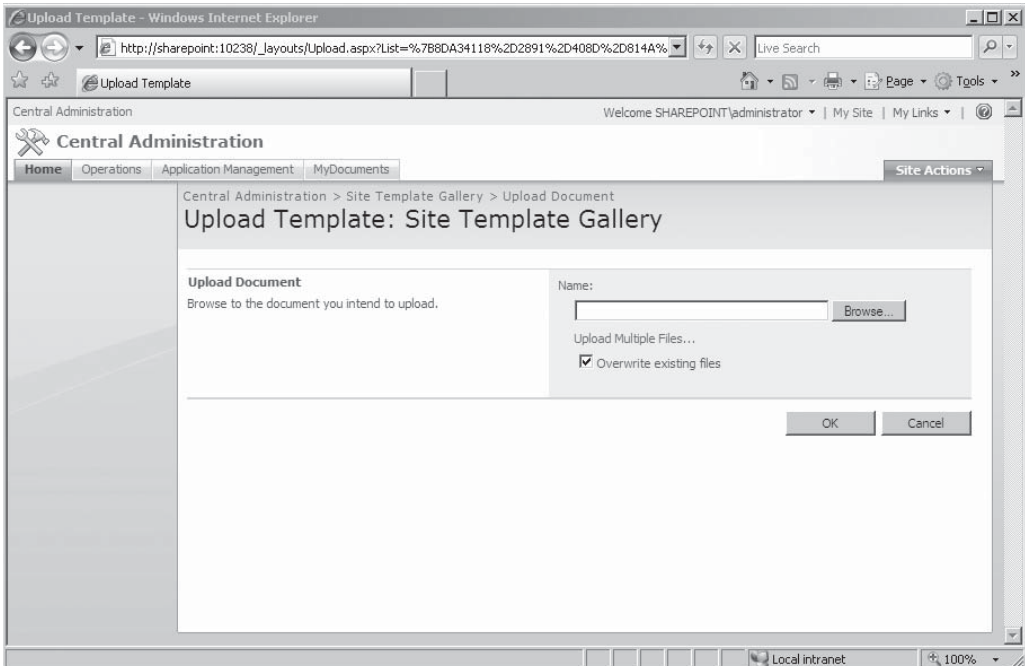 Upload Template - Windows Internet Explorer
http://sharepoint:10238/_layouts/Upload.aspx?List=%7B8DA34118%2D2891%2D408D%2D814A%
Live Search
Upload Template
Page
Tools
Central Administration
Welcome SHAREPOINT\administrator | My Site | My Links |
Central Administration
Home Operations Application Management MyDocuments
Site Actions
Central Administration > Site Template Gallery > Upload Document
Upload Template: Site Template Gallery
Upload Document
Browse to the document you intend to upload.
Name:
Browse...
Upload Multiple Files...
Overwrite existing files
OK
Cancel
Local intranet
100%